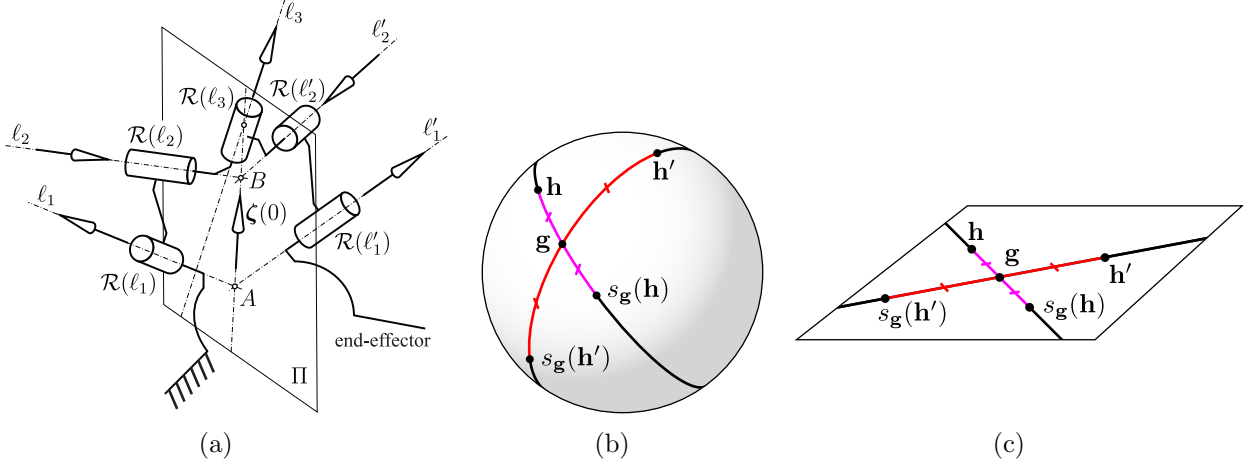 ℓ₃
ℓ′₂
ℛ(ℓ₃)
ℛ(ℓ′₂)
ℓ₂
ℛ(ℓ₂)
ℓ′₁
B
ℓ₁
ζ(0)
ℛ(ℓ′₁)
ℛ(ℓ₁)
A
end-effector
Π
(a)
h′
h
g
s_g(h)
s_g(h′)
(b)
h
g
h′
s_g(h′)
s_g(h)
(c)